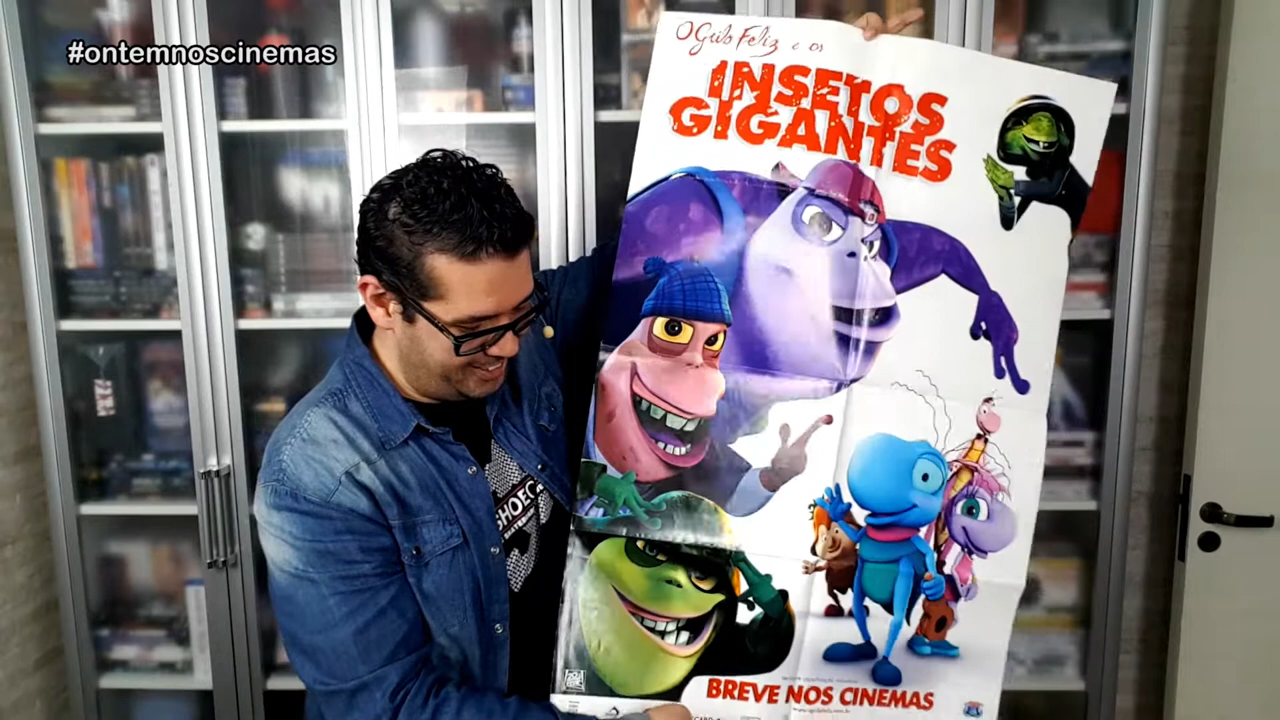 #ontemnoscinemas
O Grilo Feliz e os
INSETOS
GIGANTES
BREVE NOS CINEMAS